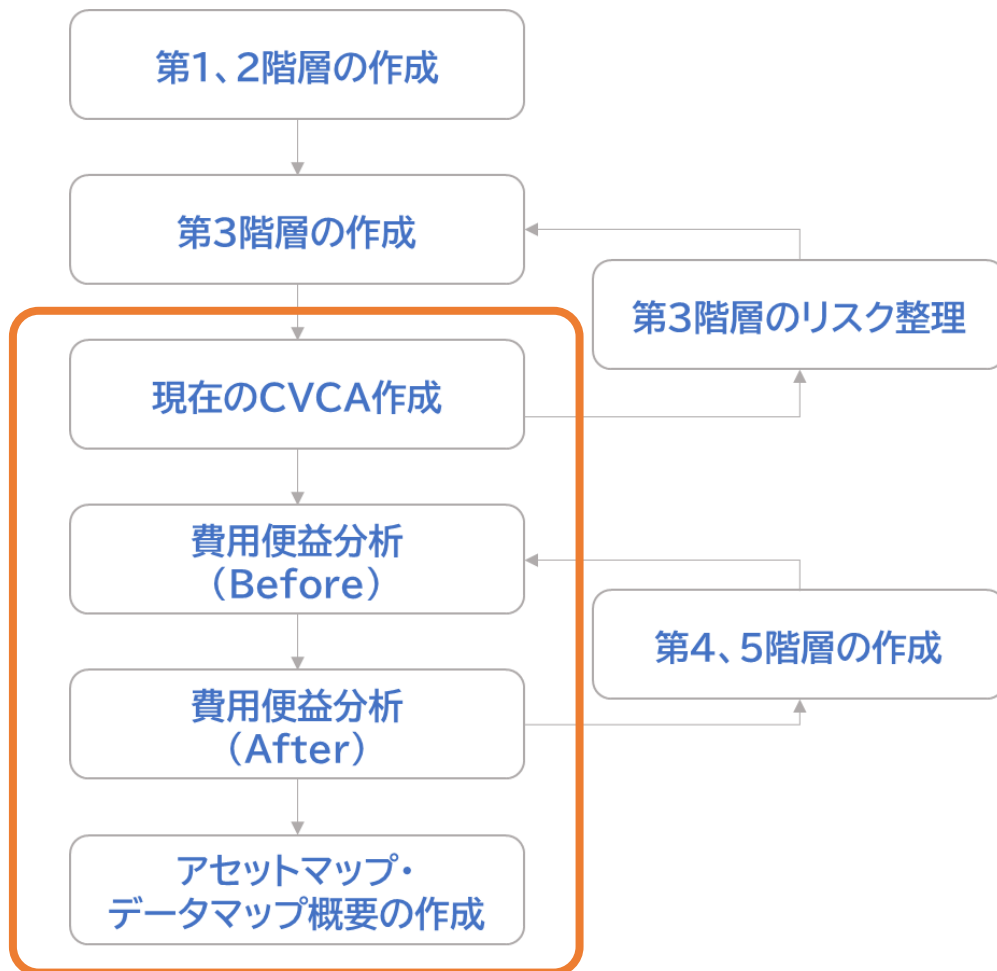 第1、2階層の作成
第3階層の作成
第3階層のリスク整理
現在のCVCA作成
費用便益分析
（Before）
第4、5階層の作成
費用便益分析
（After）
アセットマップ・
データマップ概要の作成